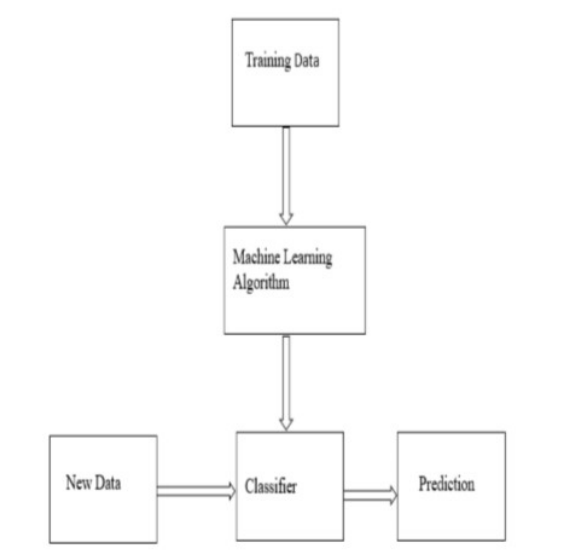 Training Data
Machine Learning
Algorithm
New Data
Classifier
Prediction